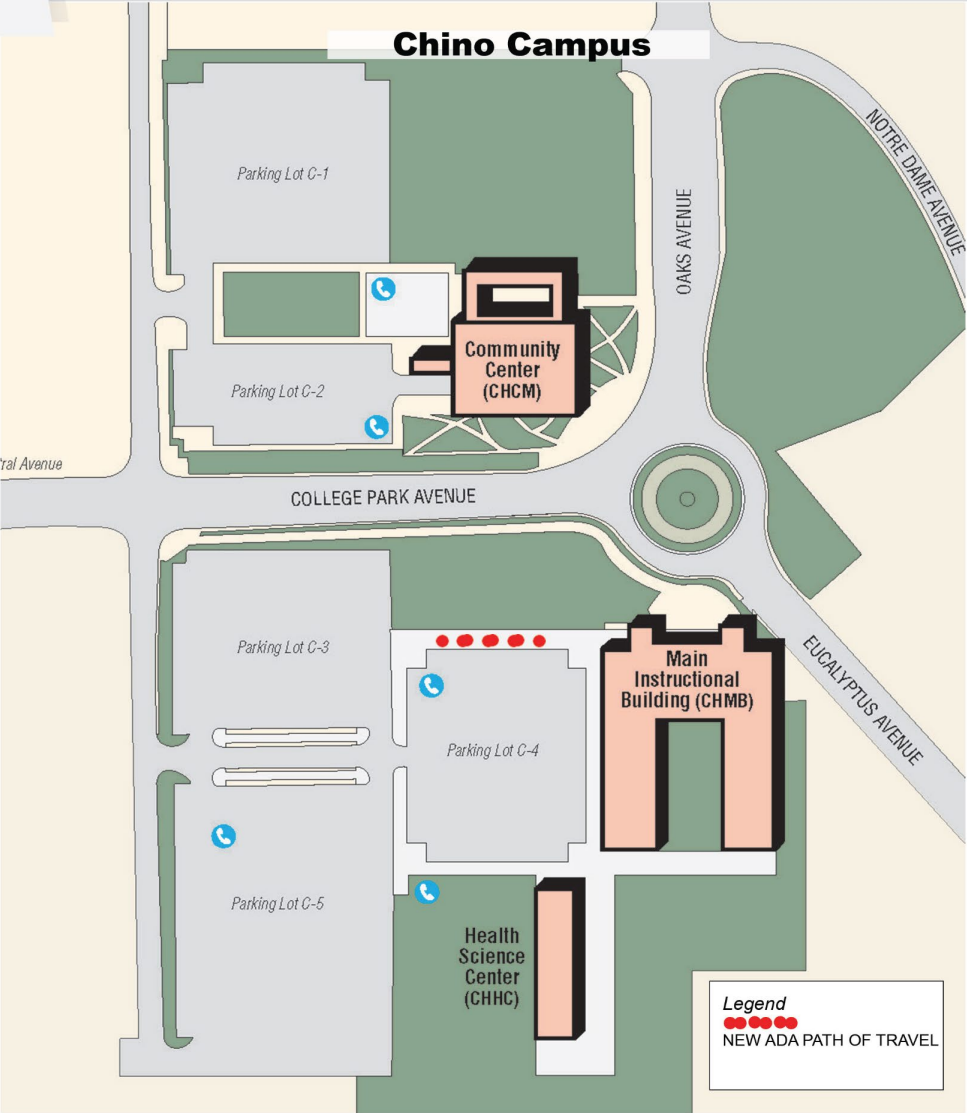 Chino Campus
NOTRE DAME AVENUE
Parking Lot C-1
OAKS AVENUE
Community
Center
(CHCM)
Parking Lot C-2
ral Avenue
COLLEGE PARK AVENUE
Parking Lot C-3
Main
Instructional
Building (CHMB)
EUCALYPTUS AVENUE
Parking Lot C-4
Parking Lot C-5
Health
Science
Center
(CHHC)
Legend
NEW ADA PATH OF TRAVEL